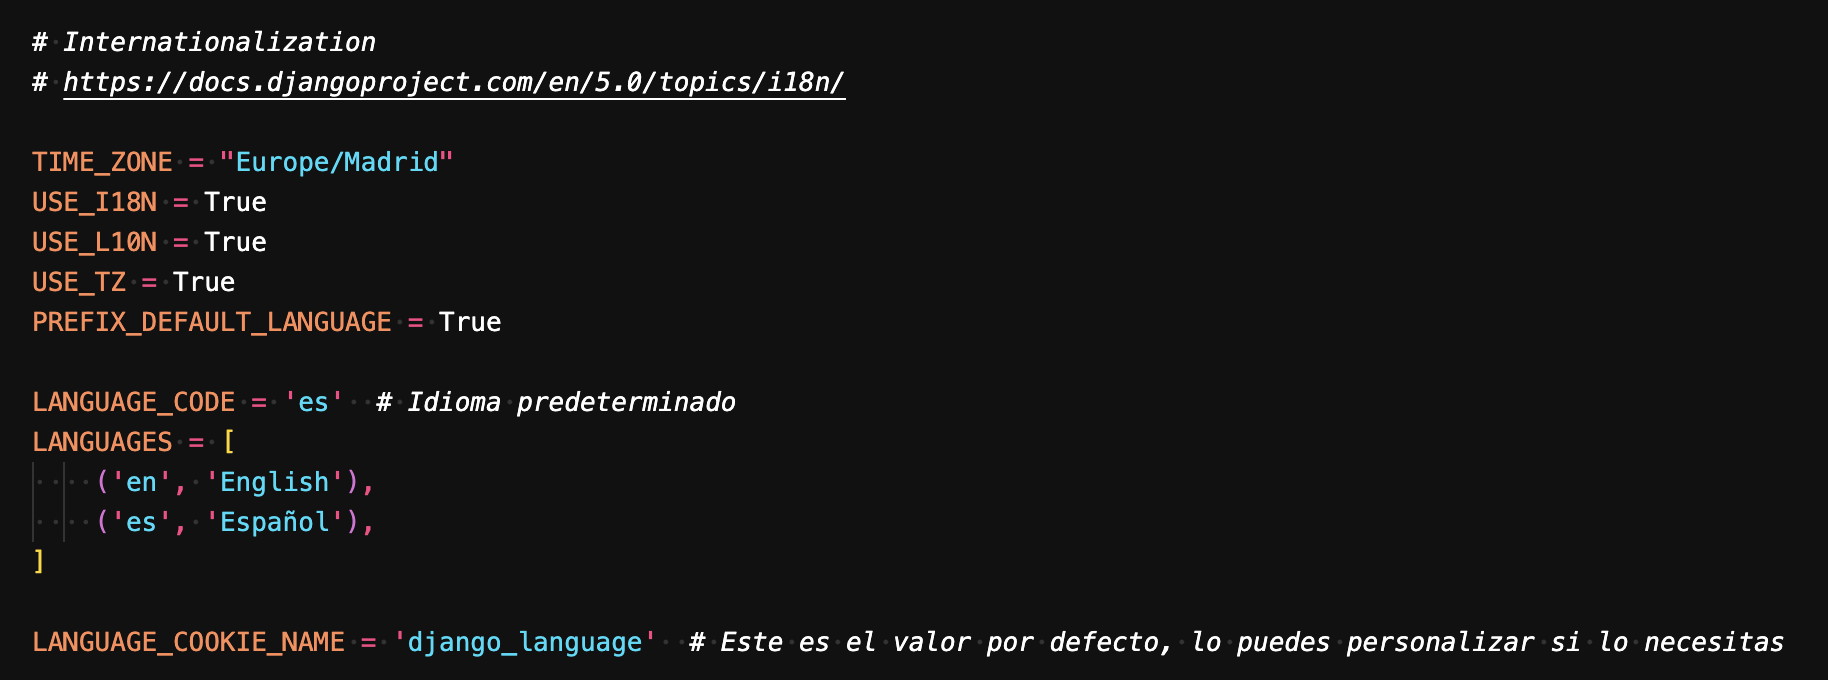 # Internationalization
# https://docs.djangoproject.com/en/5.0/topics/i18n/
TIME_ZONE = "Europe/Madrid"
USE_I18N = True
USE_L10N = True
USE_TZ = True
PREFIX_DEFAULT_LANGUAGE = True
LANGUAGE_CODE = 'es'  # Idioma predeterminado
LANGUAGES = [
    ('en', 'English'),
    ('es', 'Español'),
]
LANGUAGE_COOKIE_NAME = 'django_language'  # Este es el valor por defecto, lo puedes personalizar si lo necesitas